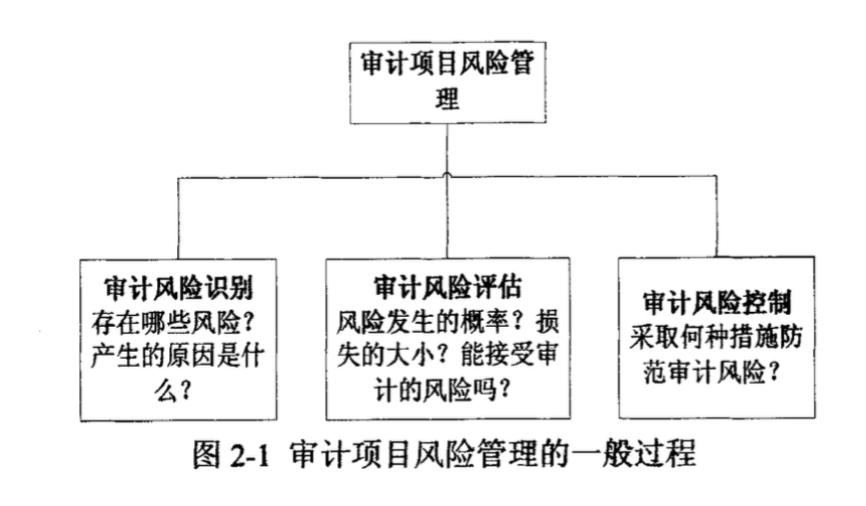 审计项目风险管
理
审计风险识别
存在哪些风险？
产生的原因是什
么？
审计风险评估
风险发生的概率？损
失的大小？能接受审
计的风险吗？
审计风险控制
采取何种措施防
范审计风险？
图 2-1 审计项目风险管理的一般过程